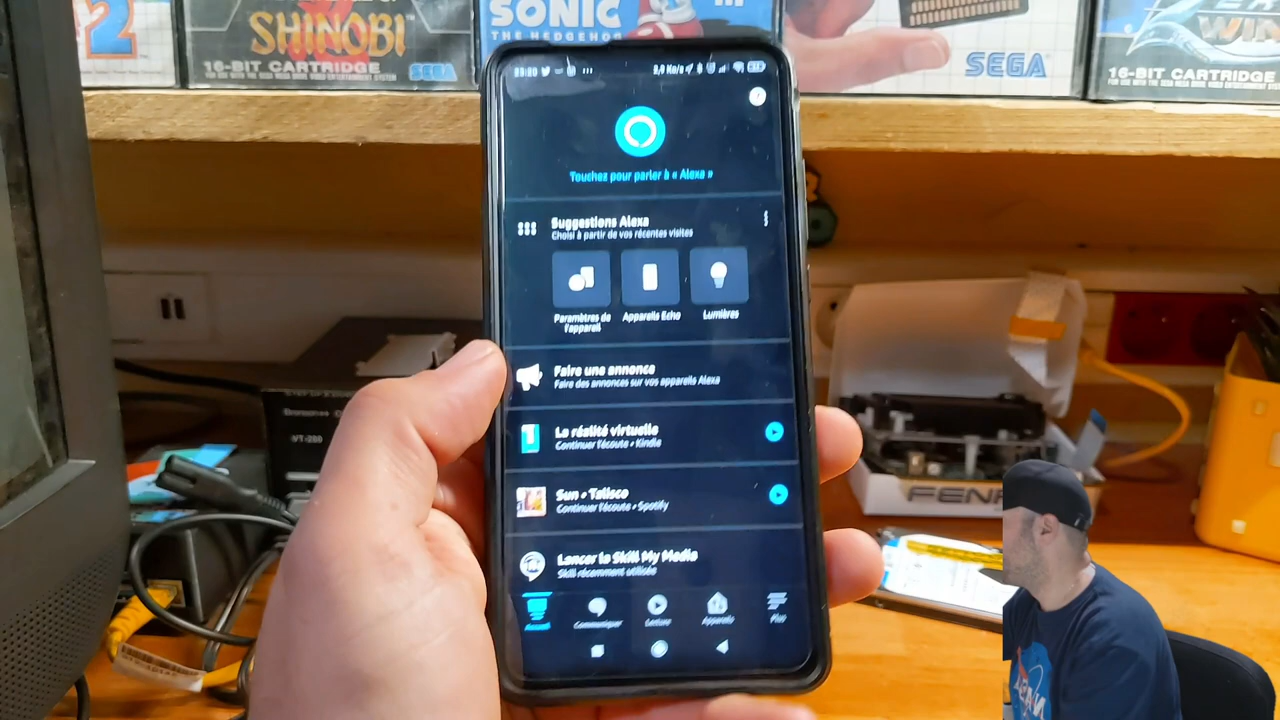 2
SHINOBI
16-BIT CARTRIDGE
SEGA
SONIC
THE HEDGEHOG
SEGA
WIN
16-BIT CARTRIDGE
Touchez pour parler à « Alexa »
Suggestions Alexa
Choisi à partir de vos récentes visites
Paramètres de
l'appareil
Appareils Echo
Lumières
Faire une annonce
Faire des annonces sur vos appareils Alexa
La réalité virtuelle
Continuer l'écoute • Kindle
Sun • Talisco
Continuer l'écoute • Spotify
Lancer la Skill My Media
Skill récemment utilisée
Accueil
Communiquer
Lecture
Appareils
Plus